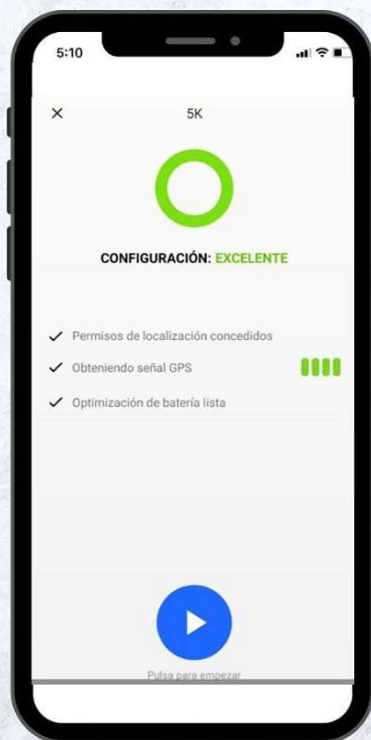 5:10
5K
CONFIGURACIÓN: EXCELENTE
Permisos de localización concedidos
Obteniendo señal GPS
Optimización de batería lista
Pulsa para empezar